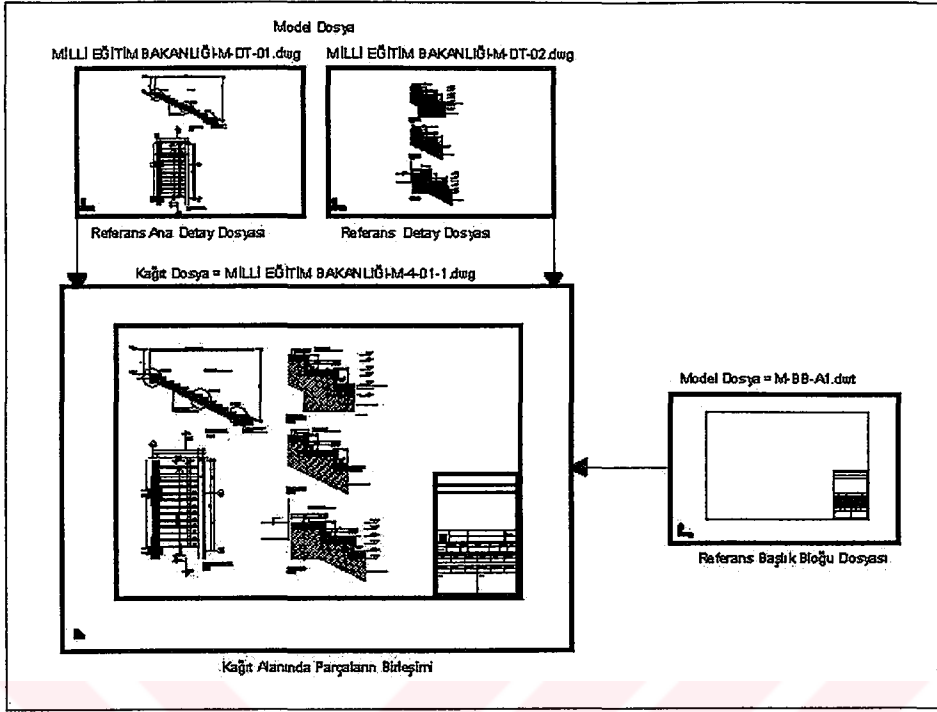 Model Dosya
MİLLİ EĞİTİM BAKANLIĞI-M-DT-01.dwg
MİLLİ EĞİTİM BAKANLIĞI-M-DT-02.dwg
Referans Ana Detay Dosyası
Referans Detay Dosyası
Kağıt Dosya = MİLLİ EĞİTİM BAKANLIĞI-M-4-01-1.dwg
Model Dosya = M-BB-A1.dwt
Referans Başlık Bloğu Dosyası
Kağıt Alanında Parçaların Birleşimi